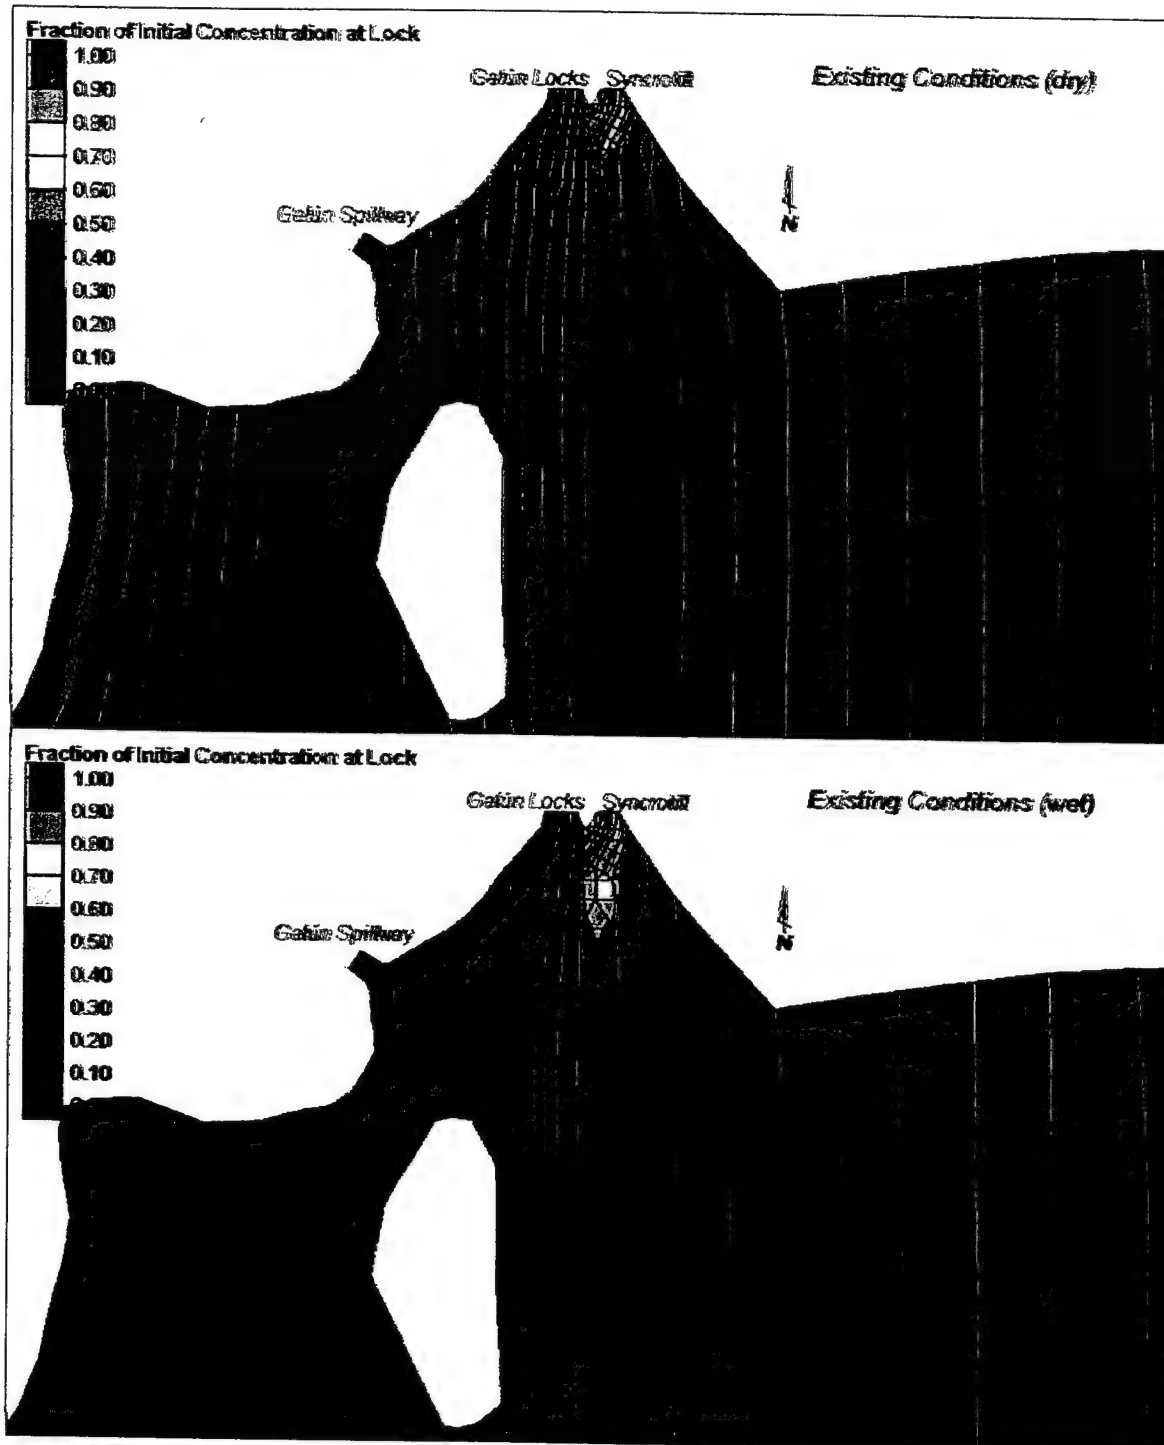 Fraction of Initial Concentration at Lock
1.00
0.90
0.80
0.70
0.60
0.50
0.40
0.30
0.20
0.10
Gatun Locks
Syncrolift
Existing Conditions (dry)
Gatun Spillway
N
Fraction of Initial Concentration at Lock
1.00
0.90
0.80
0.70
0.60
0.50
0.40
0.30
0.20
0.10
Gatun Locks
Syncrolift
Existing Conditions (wet)
Gatun Spillway
N